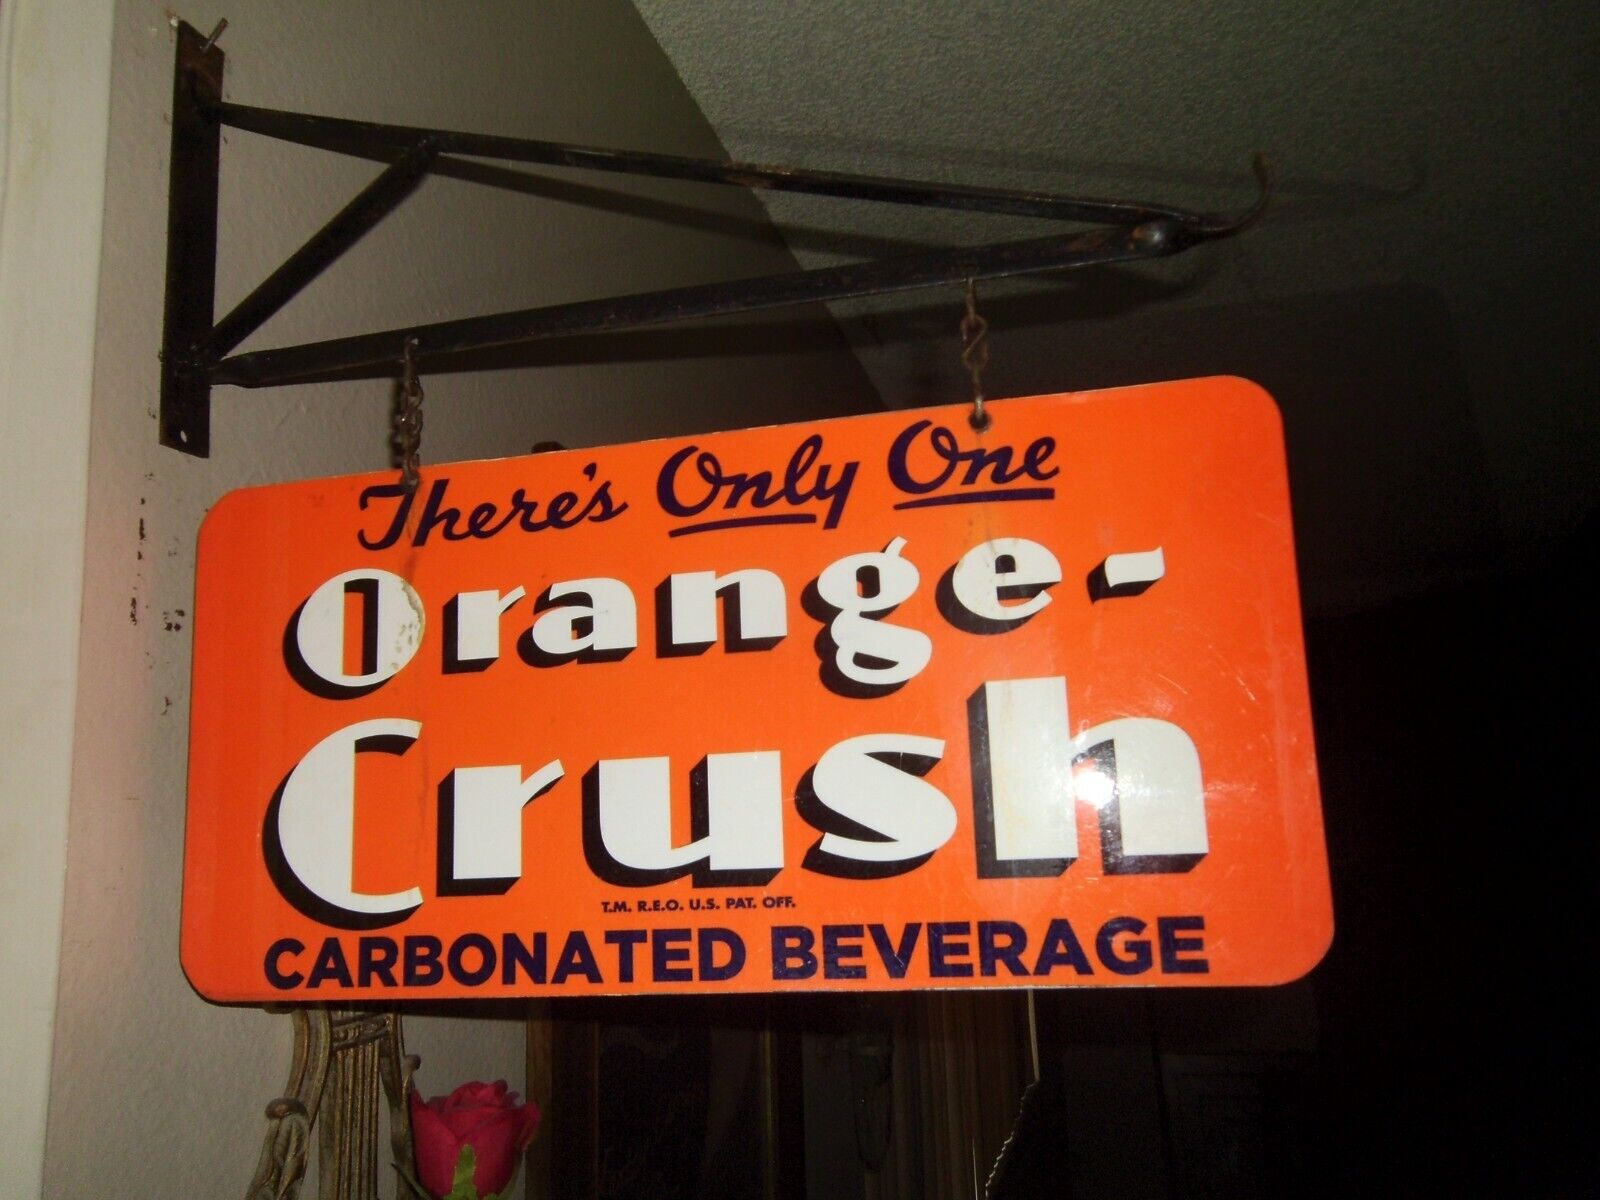 There's Only One
Orange-
Crush
T.M. R.E.O. U.S. PAT. OFF.
CARBONATED BEVERAGE